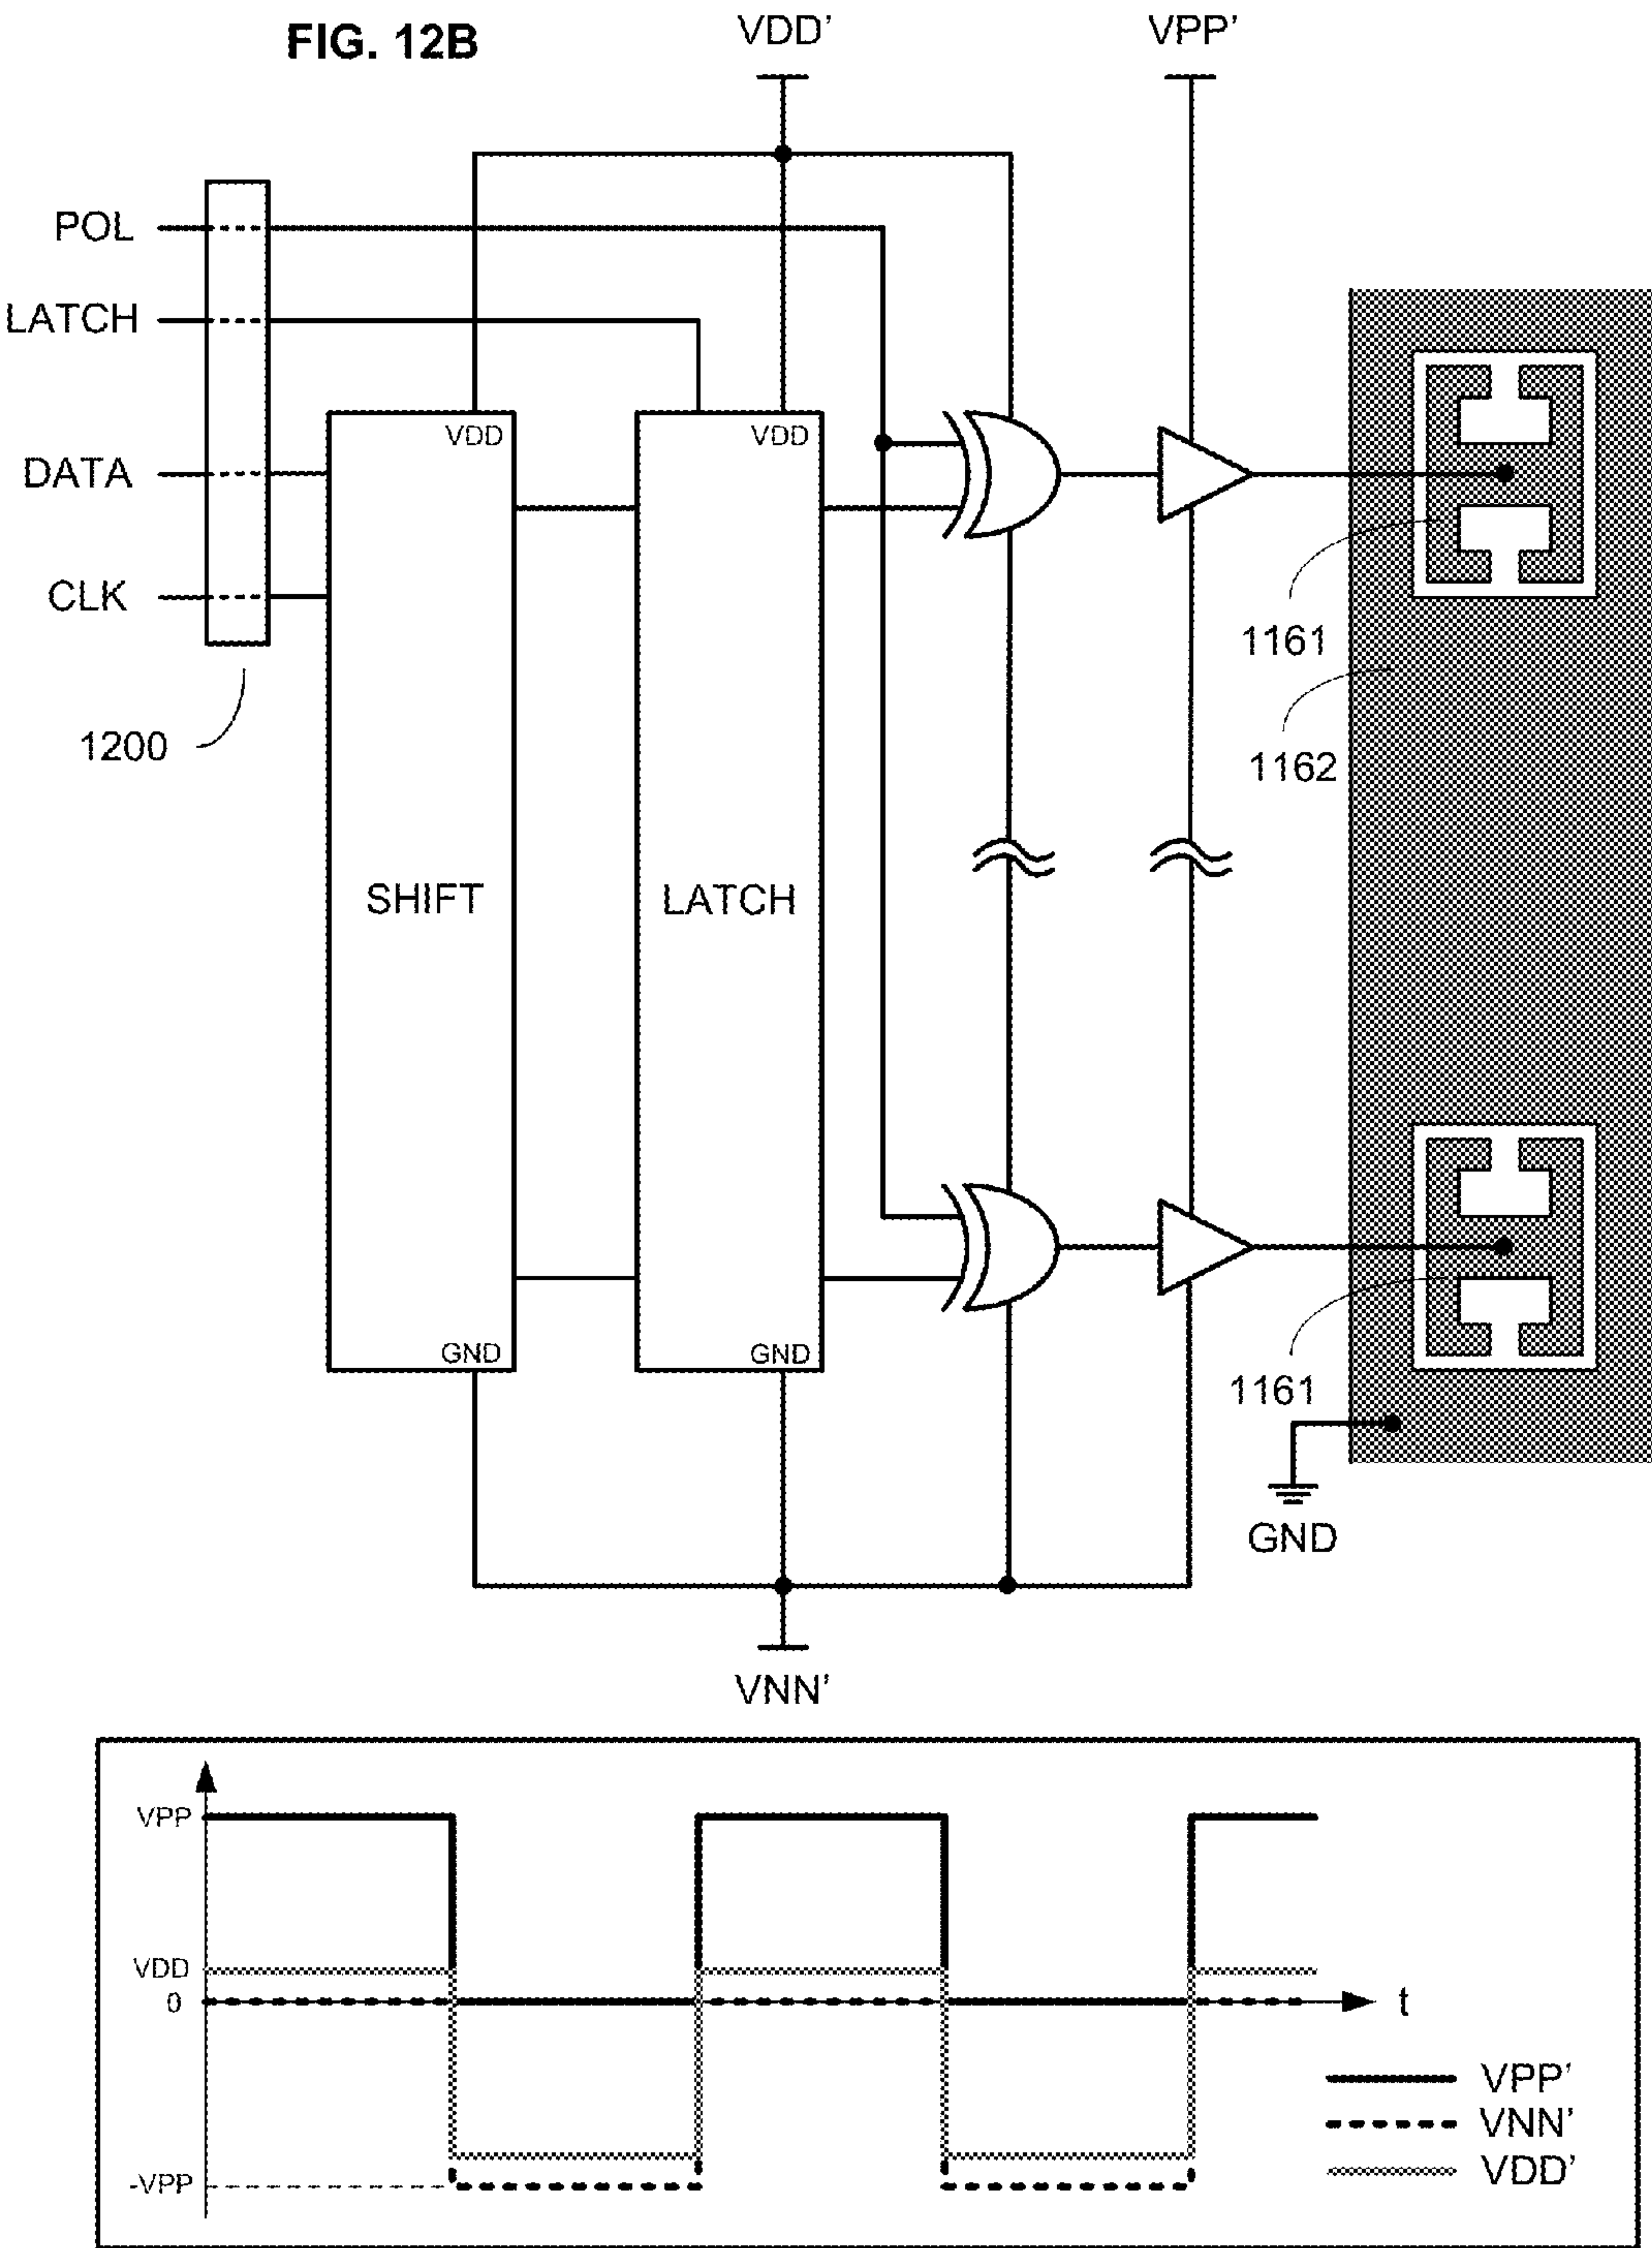 FIG. 12B
VDD’
VPP’
POL
LATCH
DATA
CLK
1200
VDD
VDD
SHIFT
LATCH
GND
GND
1161
1162
1161
GND
VNN’
VPP
VDD
0
-VPP
t
VPP’
VNN’
VDD’